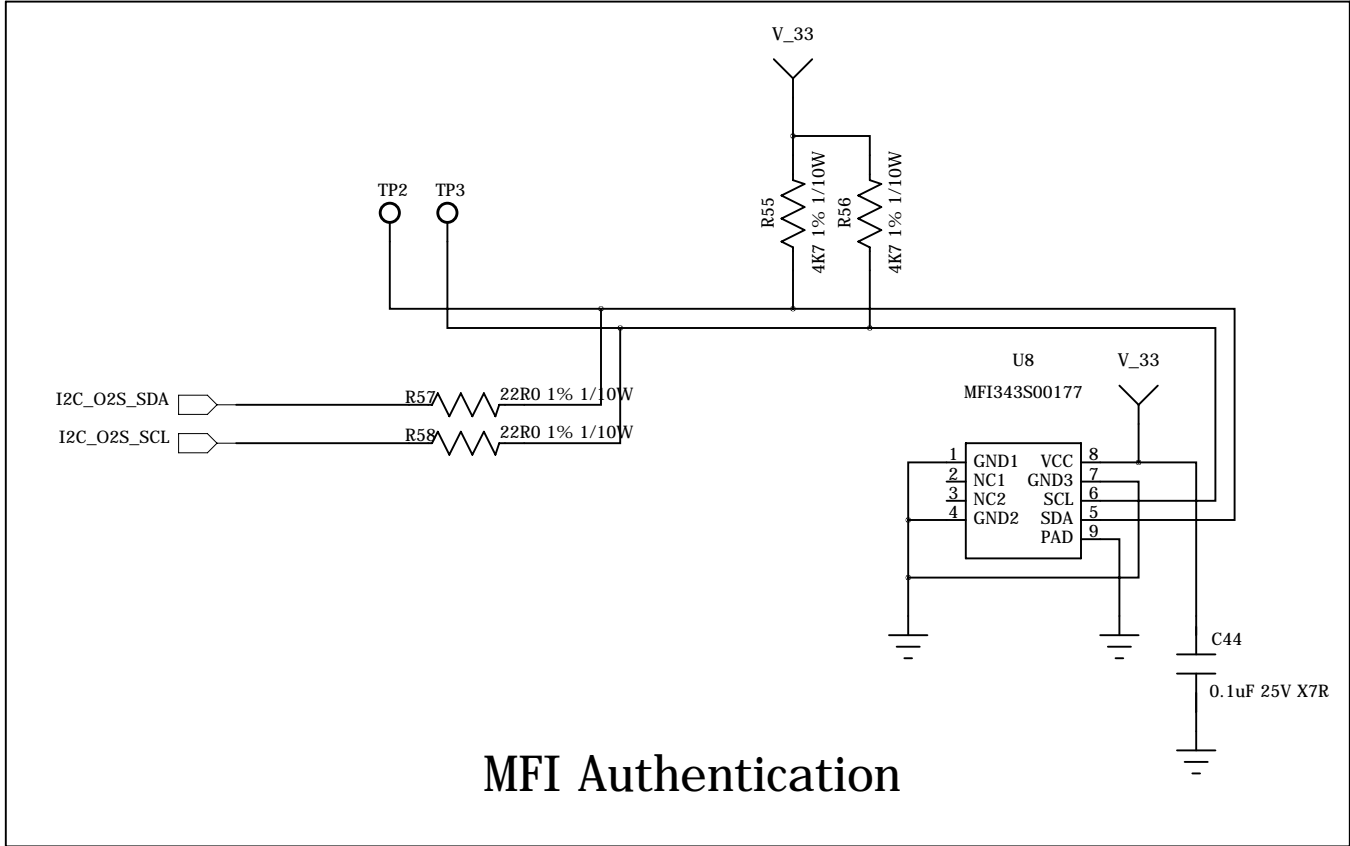 V_33
TP2 TP3
R55
4K7 1% 1/10W
R56
4K7 1% 1/10W
I2C_O2S_SDA
R57
22R0 1% 1/10W
I2C_O2S_SCL
R58
22R0 1% 1/10W
U8
MFI343S00177
V_33
1 GND1 VCC 8
2 NC1 GND3 7
3 NC2 SCL 6
4 GND2 SDA 5
PAD 9
C44
0.1uF 25V X7R
MFI Authentication